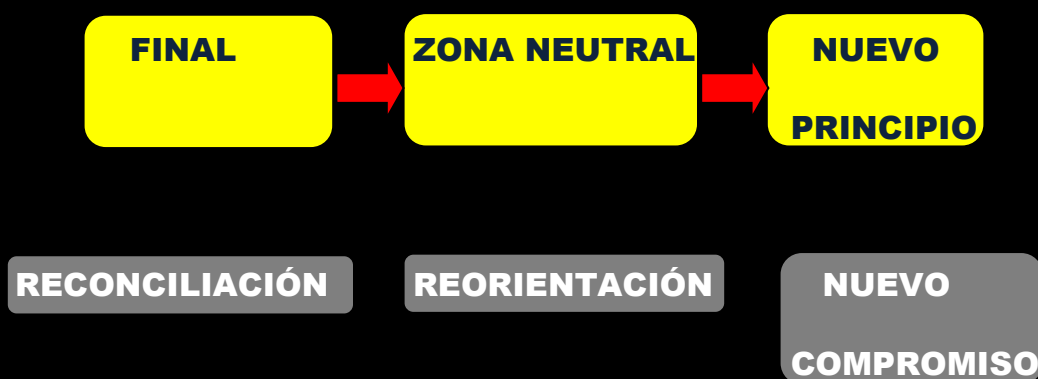 FINAL
ZONA NEUTRAL
NUEVO
PRINCIPIO
RECONCILIACIÓN
REORIENTACIÓN
NUEVO
COMPROMISO